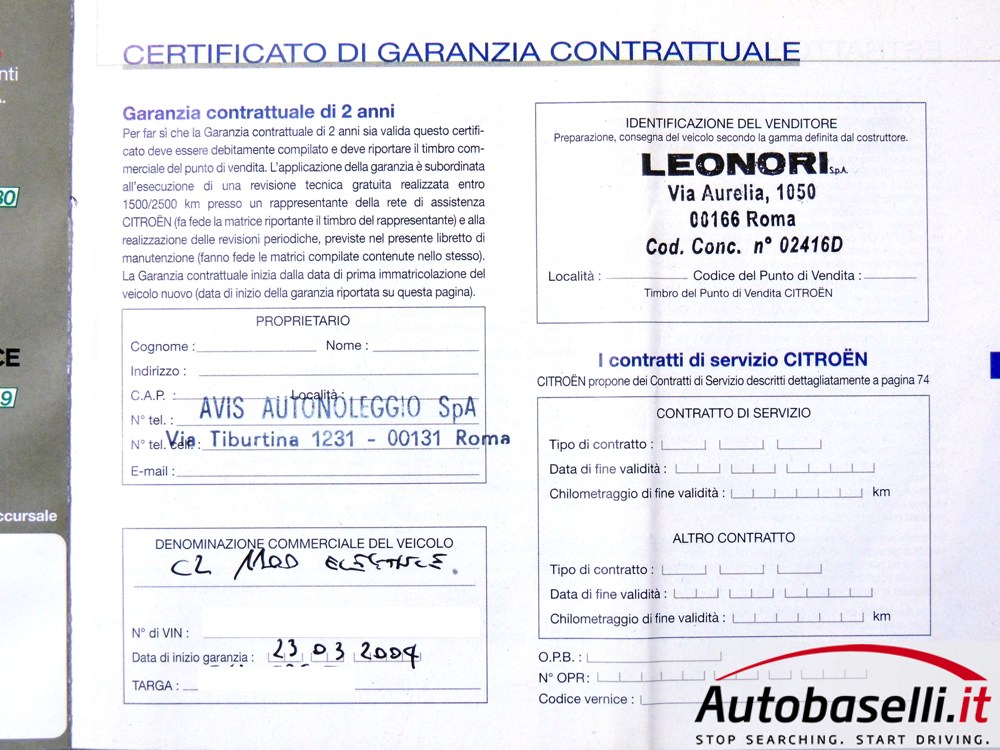 nti
CERTIFICATO DI GARANZIA CONTRATTUALE
Garanzia contrattuale di 2 anni
Per far sì che la Garanzia contrattuale di 2 anni sia valida questo certifi-
cato deve essere debitamente compilato e deve riportare il timbro com-
merciale del punto di vendita. L'applicazione della garanzia è subordinata
all'esecuzione di una revisione tecnica gratuita realizzata entro
1500/2500 km presso un rappresentante della rete di assistenza
CITROËN (fa fede la matrice riportante il timbro del rappresentante) e alla
realizzazione delle revisioni periodiche, previste nel presente libretto di
manutenzione (fanno fede le matrici compilate contenute nello stesso).
La Garanzia contrattuale inizia dalla data di prima immatricolazione del
veicolo nuovo (data di inizio della garanzia riportata su questa pagina).
PROPRIETARIO
Cognome : Nome :
Indirizzo :
C.A.P. : Località :
N° tel. : AVIS AUTONOLEGGIO SpA
N° tel. cell. : Via Tiburtina 1231 - 00131 Roma
E-mail :
DENOMINAZIONE COMMERCIALE DEL VEICOLO
N° di VIN :
Data di inizio garanzia : 23 03 2007
TARGA :
IDENTIFICAZIONE DEL VENDITORE
Preparazione, consegna del veicolo secondo la gamma definita dal costruttore.
LEONORI S.p.A.
Via Aurelia, 1050
00166 Roma
Cod. Conc. n° 02416D
Località : Codice del Punto di Vendita :
Timbro del Punto di Vendita CITROËN
I contratti di servizio CITROËN
CITROËN propone dei Contratti di Servizio descritti dettagliatamente a pagina 74
CONTRATTO DI SERVIZIO
Tipo di contratto :
Data di fine validità :
Chilometraggio di fine validità : km
ALTRO CONTRATTO
Tipo di contratto :
Data di fine validità :
Chilometraggio di fine validità : km
O.P.B. :
N° OPR:
Codice vernice :
30
CE
9
ccursale
Autobaselli.it
STOP SEARCHING. START DRIVING.